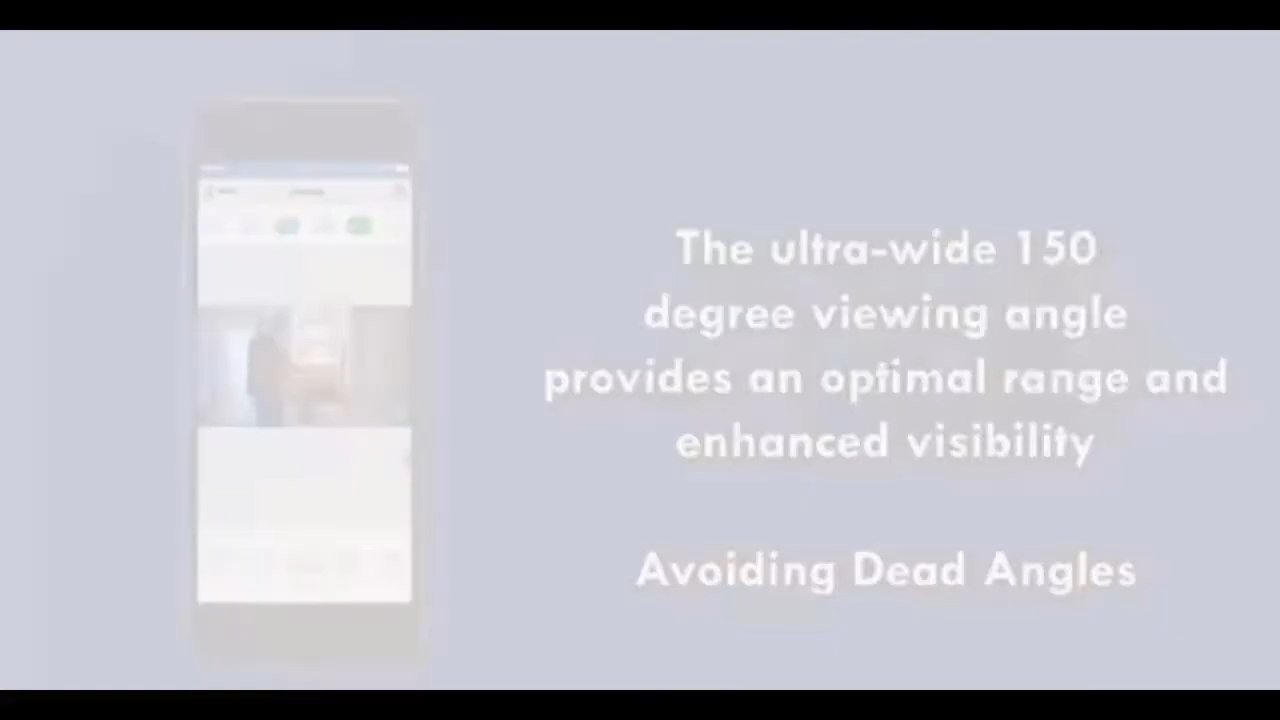 The ultra-wide 150
degree viewing angle
provides an optimal range and
enhanced visibility
Avoiding Dead Angles